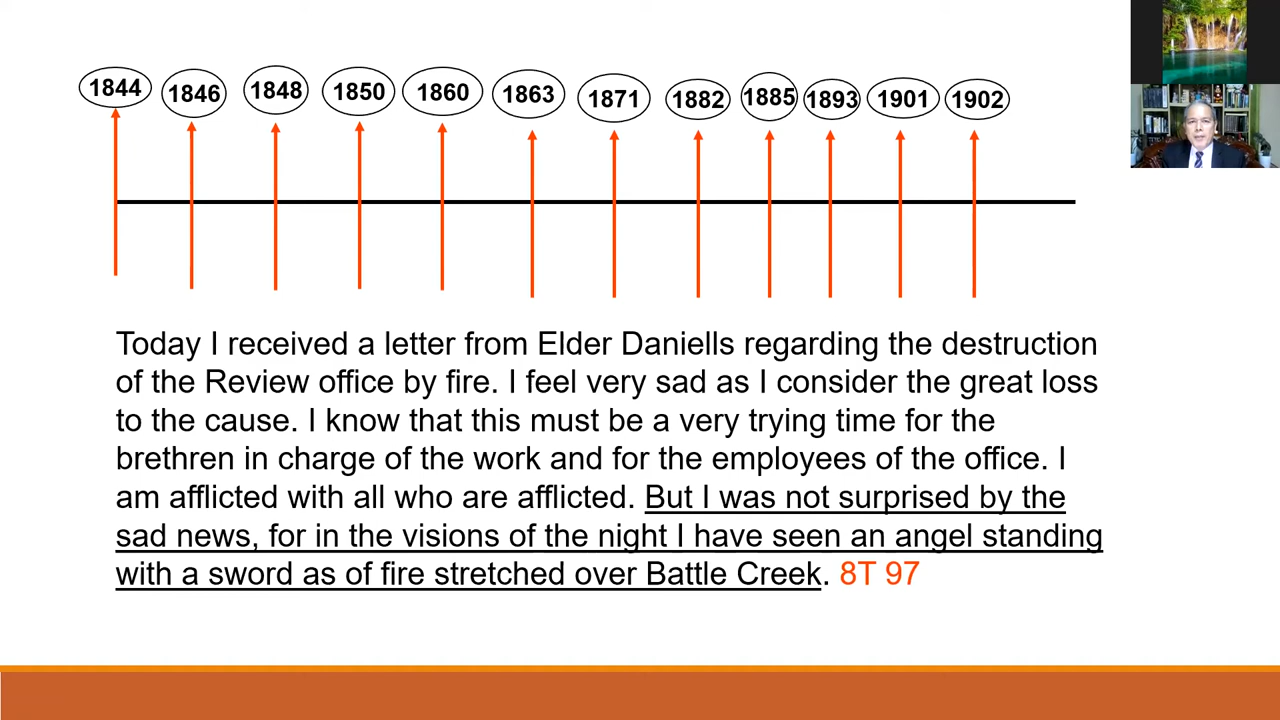 1844 1846 1848 1850 1860 1863 1871 1882 1885 1893 1901 1902
Today I received a letter from Elder Daniells regarding the destruction
of the Review office by fire. I feel very sad as I consider the great loss
to the cause. I know that this must be a very trying time for the
brethren in charge of the work and for the employees of the office. I
am afflicted with all who are afflicted. But I was not surprised by the
sad news, for in the visions of the night I have seen an angel standing
with a sword as of fire stretched over Battle Creek. 8T 97